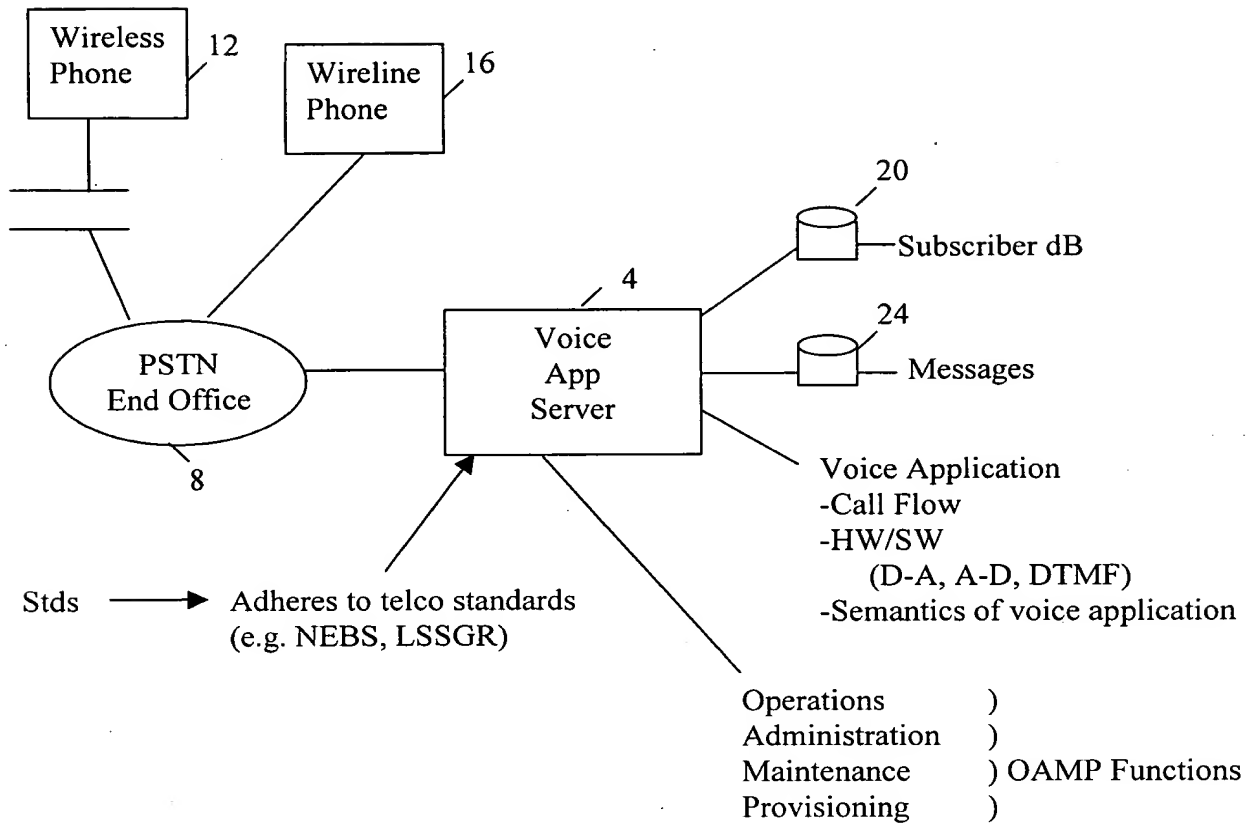 Wireless
Phone
12
Wireline
Phone
16
20
Subscriber dB
4
Voice
App
Server
24
Messages
PSTN
End Office
8
Voice Application
-Call Flow
-HW/SW
(D-A, A-D, DTMF)
-Semantics of voice application
Stds
Adheres to telco standards
(e.g. NEBS, LSSGR)
Operations )
Administration )
Maintenance ) OAMP Functions
Provisioning )